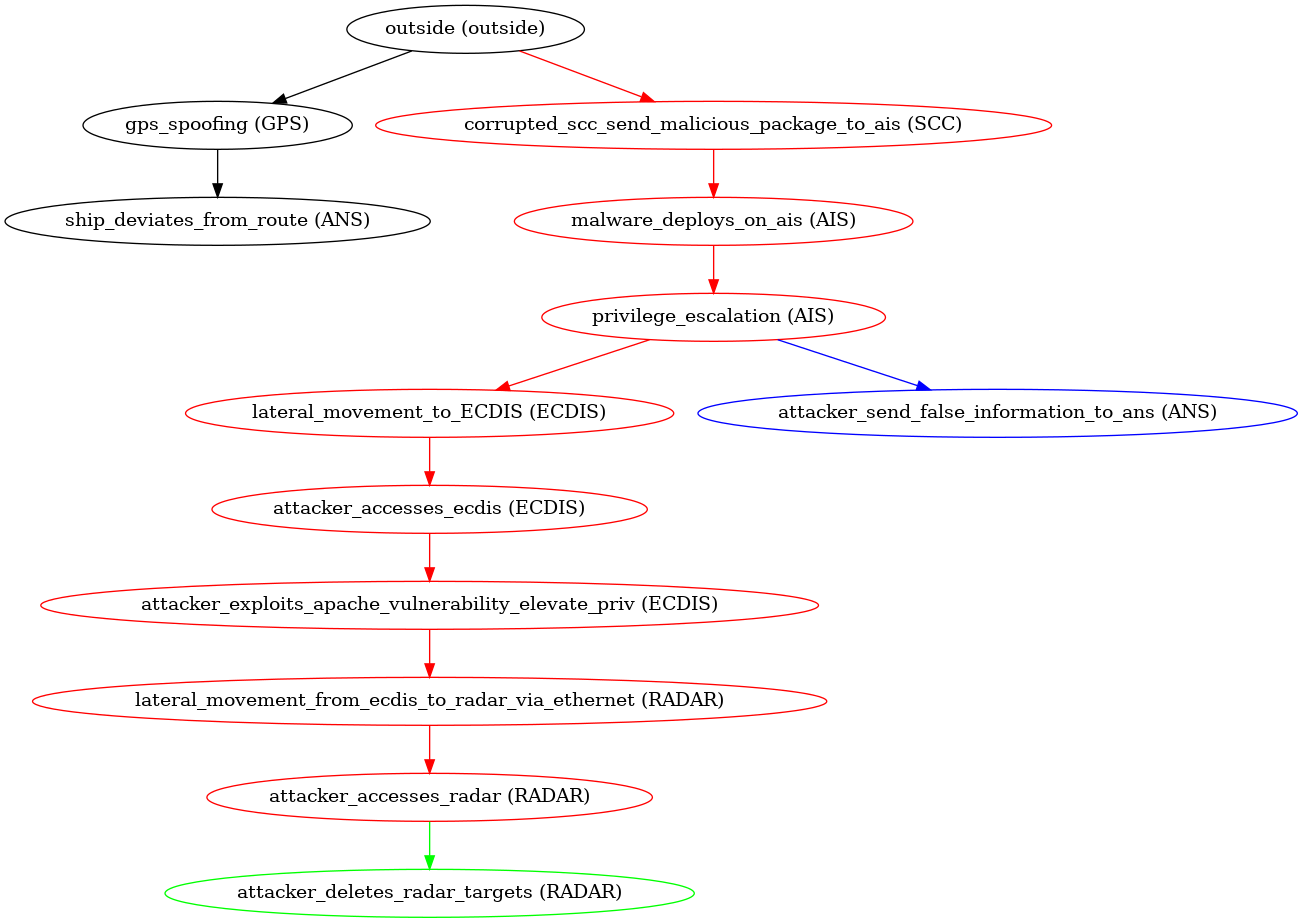 outside (outside)
gps_spoofing (GPS)
corrupted_scc_send_malicious_package_to_ais (SCC)
ship_deviates_from_route (ANS)
malware_deploys_on_ais (AIS)
privilege_escalation (AIS)
lateral_movement_to_ECDIS (ECDIS)
attacker_send_false_information_to_ans (ANS)
attacker_accesses_ecdis (ECDIS)
attacker_exploits_apache_vulnerability_elevate_priv (ECDIS)
lateral_movement_from_ecdis_to_radar_via_ethernet (RADAR)
attacker_accesses_radar (RADAR)
attacker_deletes_radar_targets (RADAR)